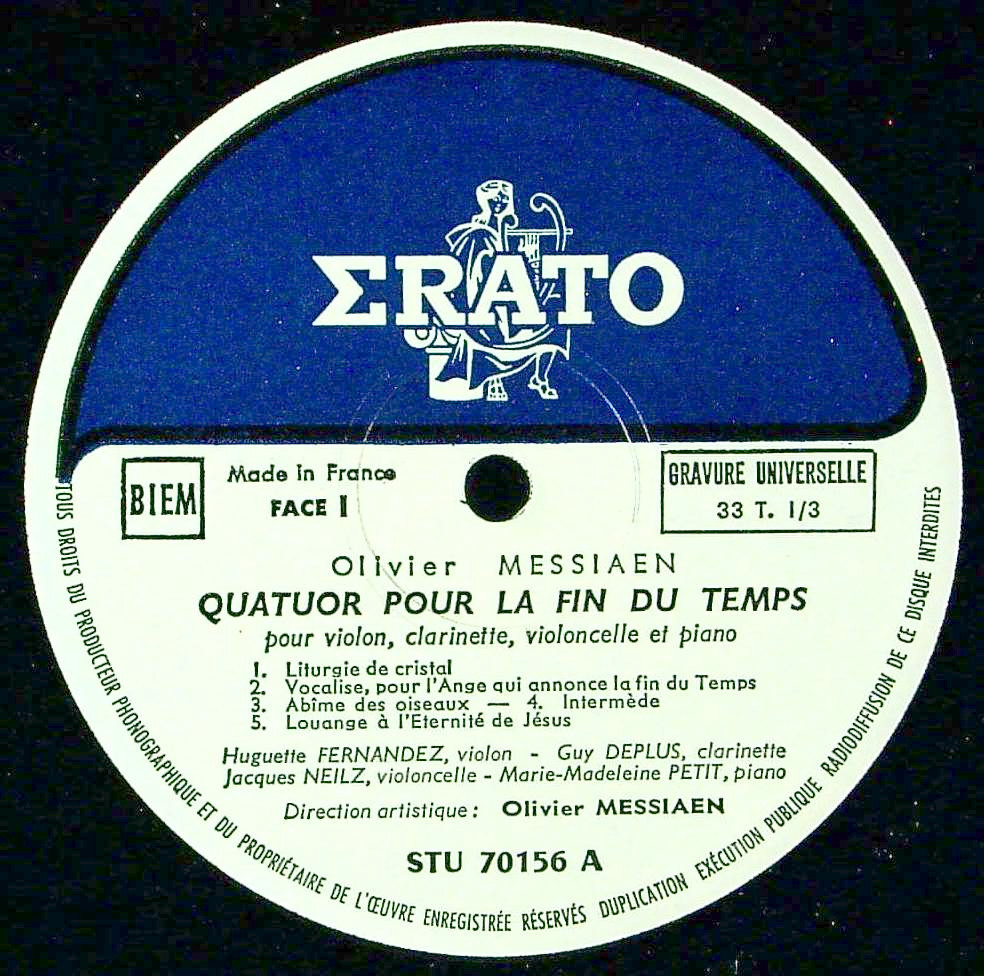 ΣRATO
BIEM
Made in France
FACE 1
GRAVURE UNIVERSELLE
33 T. 1/3
Olivier MESSIAEN
QUATUOR POUR LA FIN DU TEMPS
pour violon, clarinette, violoncelle et piano
1. Liturgie de cristal
2. Vocalise, pour l'Ange qui annonce la fin du Temps
3. Abîme des oiseaux — 4. Intermède
5. Louange à l'Eternité de Jésus
Huguette FERNANDEZ, violon - Guy DEPLUS, clarinette
Jacques NEILZ, violoncelle - Marie-Madeleine PETIT, piano
Direction artistique : Olivier MESSIAEN
STU 70156 A
TOUS DROITS DU PRODUCTEUR PHONOGRAPHIQUE ET DU PROPRIÉTAIRE DE L'ŒUVRE ENREGISTRÉE RÉSERVÉS DUPLICATION EXÉCUTION PUBLIQUE RADIODIFFUSION DE CE DISQUE INTERDITES